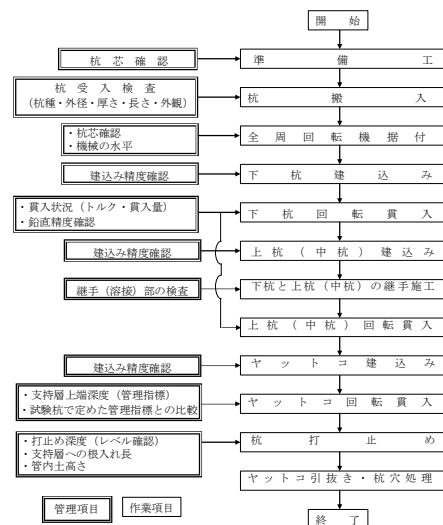 開始
杭芯確認
準備工
杭受入検査
(杭種・外径・厚さ・長さ・外観)
杭搬入
・杭芯確認
・機械の水平
全周回転機据付
建込み精度確認
下杭建込み
・貫入状況（トルク・貫入量）
・鉛直精度確認
下杭回転貫入
建込み精度確認
上杭（中杭）建込み
継手（溶接）部の検査
下杭と上杭（中杭）の継手施工
上杭（中杭）回転貫入
建込み精度確認
ヤットコ建込み
・支持層上端深度（管理指標）
・試験杭で定めた管理指標との比較
ヤットコ回転貫入
・打止め深度（レベル確認）
・支持層への根入れ長
・管内土高さ
杭打止め
ヤットコ引抜き・杭穴処理
管理項目
作業項目
終了